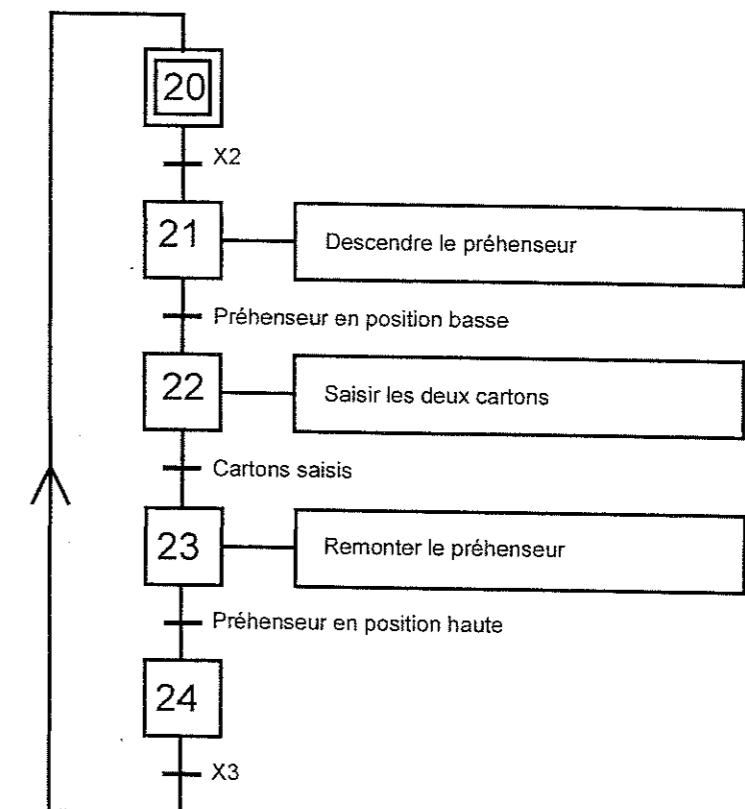 20
X2
21
Descendre le préhenseur
Préhenseur en position basse
22
Saisir les deux cartons
Cartons saisis
23
Remonter le préhenseur
Préhenseur en position haute
24
X3